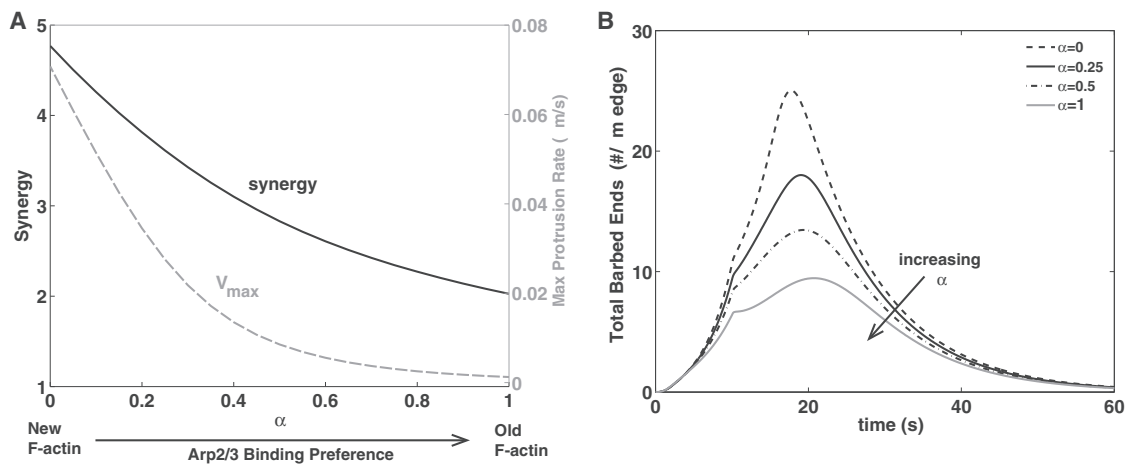 A
5
4
3
2
1
Synergy
synergy
V max
0.08
0.06
0.04
0.02
0
Max Protrusion Rate ( m/s)
0 0.2 0.4 0.6 0.8 1
α
New
F-actin
Old
F-actin
Arp2/3 Binding Preference
B
30
20
10
0
Total Barbed Ends (#/ m edge)
α=0
α=0.25
α=0.5
α=1
increasing
α
0 20 40 60
time (s)